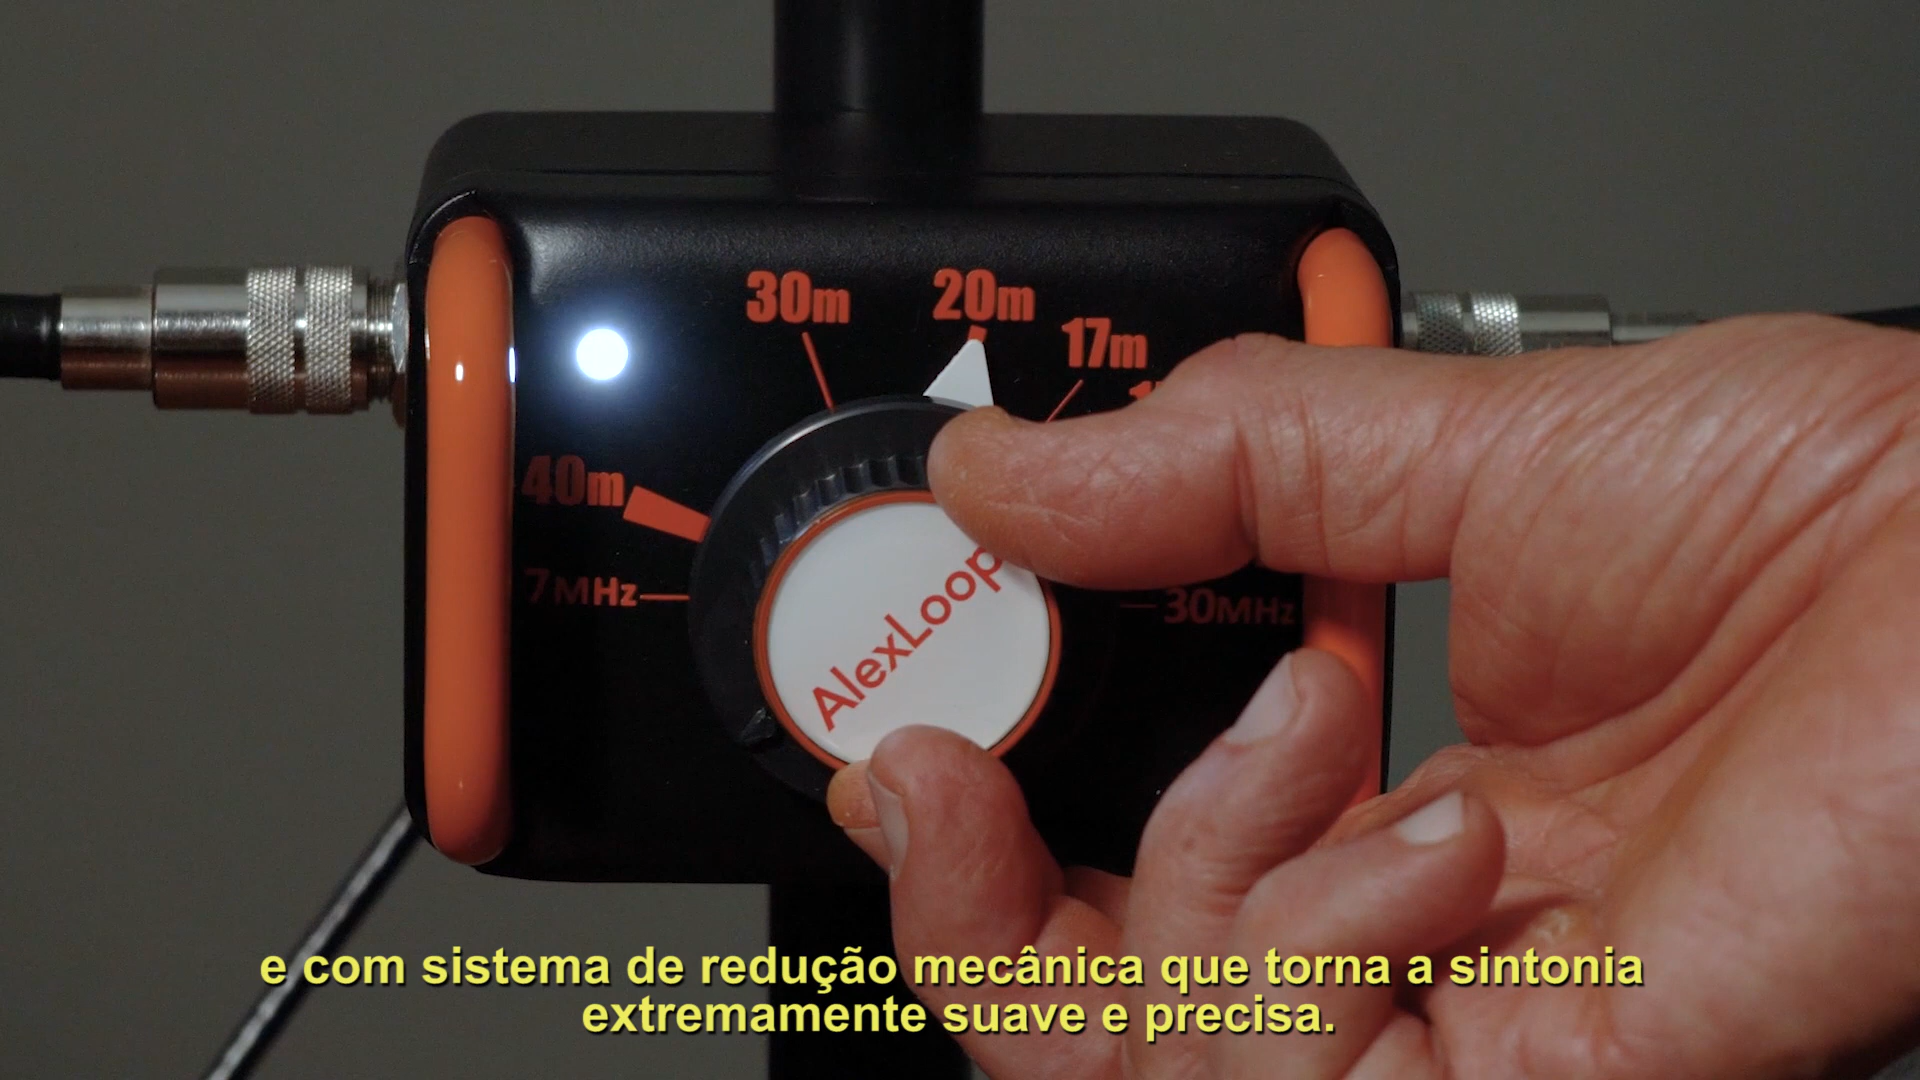 30m
20m
17m
40m
7MHz
30MHz
AlexLoop
e com sistema de redução mecânica que torna a sintonia
extremamente suave e precisa.